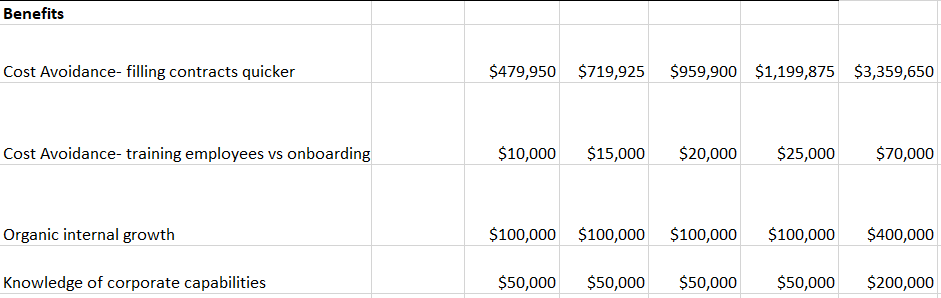 Benefits
Cost Avoidance- filling contracts quicker $479,950 $719,925 $959,900 $1,199,875 $3,359,650
Cost Avoidance- training employees vs onboarding $10,000 $15,000 $20,000 $25,000 $70,000
Organic internal growth $100,000 $100,000 $100,000 $100,000 $400,000
Knowledge of corporate capabilities $50,000 $50,000 $50,000 $50,000 $200,000